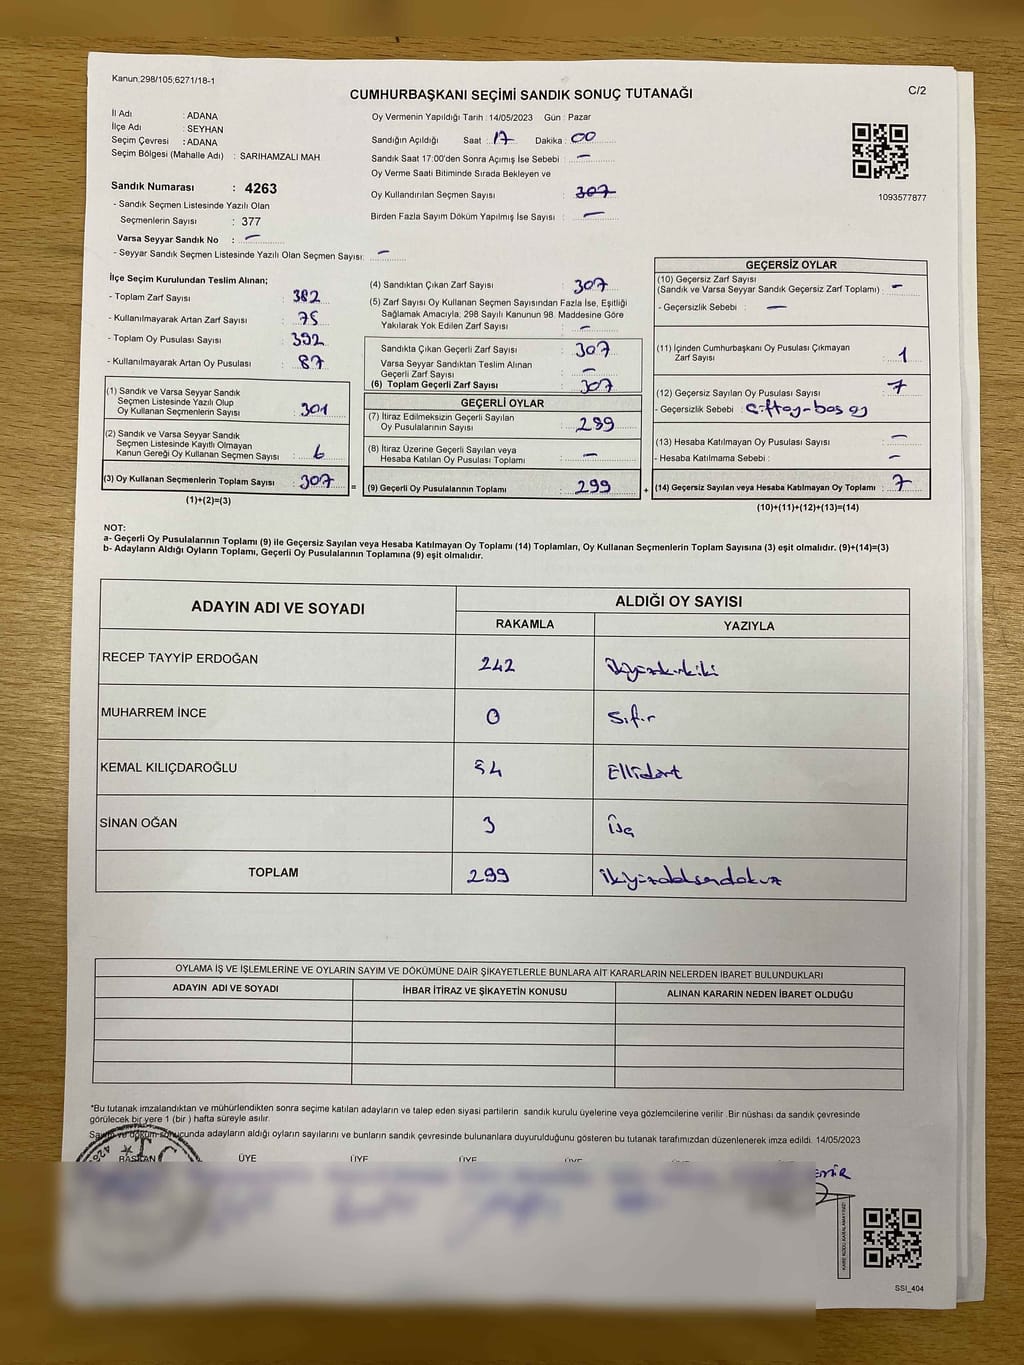 Kanun,298/105;6271/18-1
CUMHURBAŞKANI SEÇİMİ SANDIK SONUÇ TUTANAĞI
C/2
İl Adı : ADANA
İlçe Adı : SEYHAN
Seçim Çevresi : ADANA
Seçim Bölgesi (Mahalle Adı) : SARIHAMZALI MAH
Sandık Numarası : 4263
- Sandık Seçmen Listesinde Yazılı Olan
Seçmenlerin Sayısı : 377
Varsa Seyyar Sandık No : —
- Seyyar Sandık Seçmen Listesinde Yazılı Olan Seçmen Sayısı: —
Oy Vermenin Yapıldığı Tarih : 14/05/2023 Gün : Pazar
Sandığın Açıldığı Saat : 17 Dakika : 00
Sandık Saat 17:00'den Sonra Açımış İse Sebebi : —
Oy Verme Saati Bitiminde Sırada Bekleyen ve
Oy Kullandırılan Seçmen Sayısı : 307
Birden Fazla Sayım Döküm Yapılmış İse Sayısı : —
1093577877
İlçe Seçim Kurulundan Teslim Alınan;
- Toplam Zarf Sayısı : 382
- Kullanılmayarak Artan Zarf Sayısı : 75
- Toplam Oy Pusulası Sayısı : 392
- Kullanılmayarak Artan Oy Pusulası : 87
(1) Sandık ve Varsa Seyyar Sandık
Seçmen Listesinde Yazılı Olup
Oy Kullanan Seçmenlerin Sayısı : 301
(2) Sandık ve Varsa Seyyar Sandık
Seçmen Listesinde Kayıtlı Olmayan
Kanun Gereği Oy Kullanan Seçmen Sayısı : 6
(3) Oy Kullanan Seçmenlerin Toplam Sayısı : 307
(1)+(2)=(3)
(4) Sandıktan Çıkan Zarf Sayısı : 307
(5) Zarf Sayısı Oy Kullanan Seçmen Sayısından Fazla İse, Eşitliği
Sağlamak Amacıyla; 298 Sayılı Kanunun 98. Maddesine Göre
Yakılarak Yok Edilen Zarf Sayısı : —
Sandıkta Çıkan Geçerli Zarf Sayısı : 307
Varsa Seyyar Sandıktan Teslim Alınan
Geçerli Zarf Sayısı : —
(6) Toplam Geçerli Zarf Sayısı : 307
GEÇERLİ OYLAR
(7) İtiraz Edilmeksizin Geçerli Sayılan
Oy Pusulalarının Sayısı : 299
(8) İtiraz Üzerine Geçerli Sayılan veya
Hesaba Katılan Oy Pusulası Toplamı : —
= (9) Geçerli Oy Pusulalarının Toplamı : 299 +
GEÇERSİZ OYLAR
(10) Geçersiz Zarf Sayısı
(Sandık ve Varsa Seyyar Sandık Geçersiz Zarf Toplamı) : —
- Geçersizlik Sebebi : —
(11) İçinden Cumhurbaşkanı Oy Pusulası Çıkmayan
Zarf Sayısı : 1
(12) Geçersiz Sayılan Oy Pusulası Sayısı : 7
- Geçersizlik Sebebi : çiftoy-boş oy
(13) Hesaba Katılmayan Oy Pusulası Sayısı : —
- Hesaba Katılmama Sebebi : —
(14) Geçersiz Sayılan veya Hesaba Katılmayan Oy Toplamı : 7
(10)+(11)+(12)+(13)=(14)
NOT:
a- Geçerli Oy Pusulalarının Toplamı (9) ile Geçersiz Sayılan veya Hesaba Katılmayan Oy Toplamı (14) Toplamları, Oy Kullanan Seçmenlerin Toplam Sayısına (3) eşit olmalıdır. (9)+(14)=(3)
b- Adayların Aldığı Oyların Toplamı, Geçerli Oy Pusulalarının Toplamına (9) eşit olmalıdır.
ADAYIN ADI VE SOYADI ALDIĞI OY SAYISI
RAKAMLA YAZIYLA
RECEP TAYYİP ERDOĞAN 242 ikiyüzkırkiki
MUHARREM İNCE 0 Sıfır
KEMAL KILIÇDAROĞLU 54 Ellidört
SİNAN OĞAN 3 Üç
TOPLAM 299 ikiyüzdoksandokuz
OYLAMA İŞ VE İŞLEMLERİNE VE OYLARIN SAYIM VE DÖKÜMÜNE DAİR ŞİKAYETLERLE BUNLARA AİT KARARLARIN NELERDEN İBARET BULUNDUKLARI
ADAYIN ADI VE SOYADI İHBAR İTİRAZ VE ŞİKAYETİN KONUSU ALINAN KARARIN NEDEN İBARET OLDUĞU
*Bu tutanak imzalandıktan ve mühürlendikten sonra seçime katılan adayların ve talep eden siyasi partilerin sandık kurulu üyelerine veya gözlemcilerine verilir .Bir nüshası da sandık çevresinde
görülecek bir yere 1 (bir ) hafta süreyle asılır.
Sayım ve döküm sonucunda adayların aldığı oyların sayılarını ve bunların sandık çevresinde bulunanlara duyurulduğunu gösteren bu tutanak tarafımızdan düzenlenerek imza edildi. 14/05/2023
BAŞKAN ÜYE ÜYE ÜYE ÜYE
SSI_404